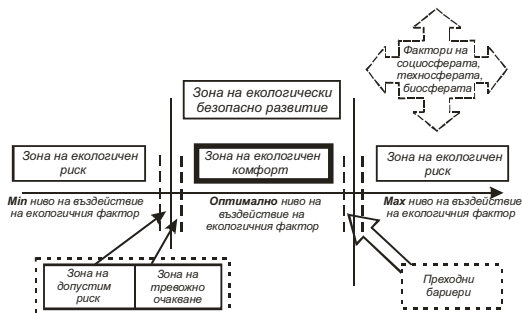 Фактори на
социосферата,
техносферата,
биосферата
Зона на екологически
безопасно развитие
Зона на екологичен
риск
Зона на екологичен
комфорт
Зона на екологичен
риск
Min ниво на въздействие
на екологичния фактор
Оптимално ниво на
въздействие на
екологичния фактор
Max ниво на въздействие
на екологичния фактор
Зона на
допустим
риск
Зона на
тревожно
очакване
Преходни
бариери